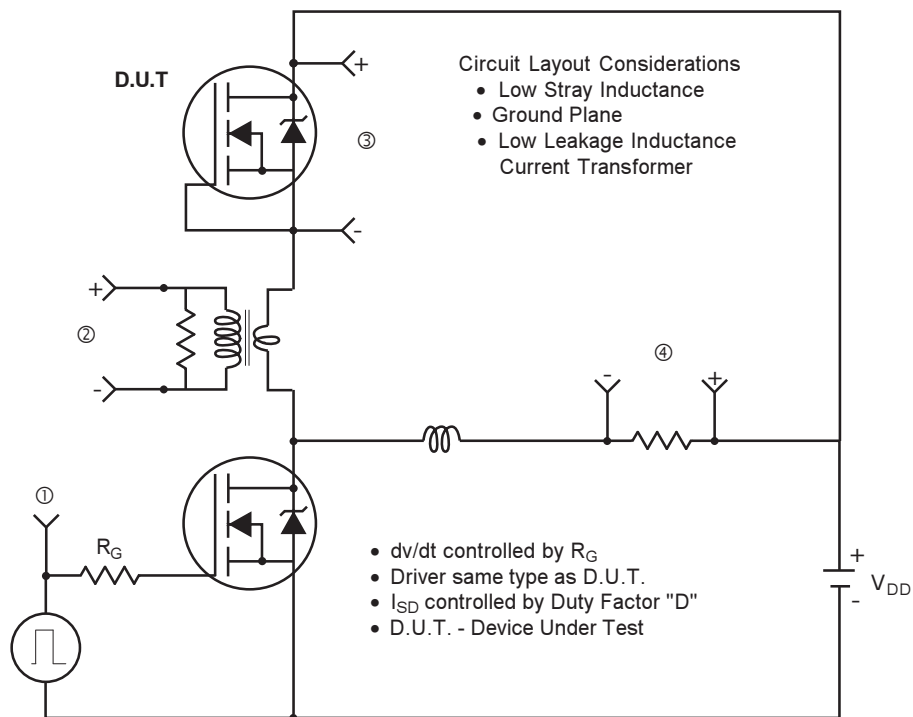 D.U.T
+
Circuit Layout Considerations
• Low Stray Inductance
• Ground Plane
• Low Leakage Inductance
Current Transformer
③
-
+
②
-
④
-
+
①
R_G
• dv/dt controlled by R_G
• Driver same type as D.U.T.
• I_SD controlled by Duty Factor "D"
• D.U.T. - Device Under Test
+
V_DD
-